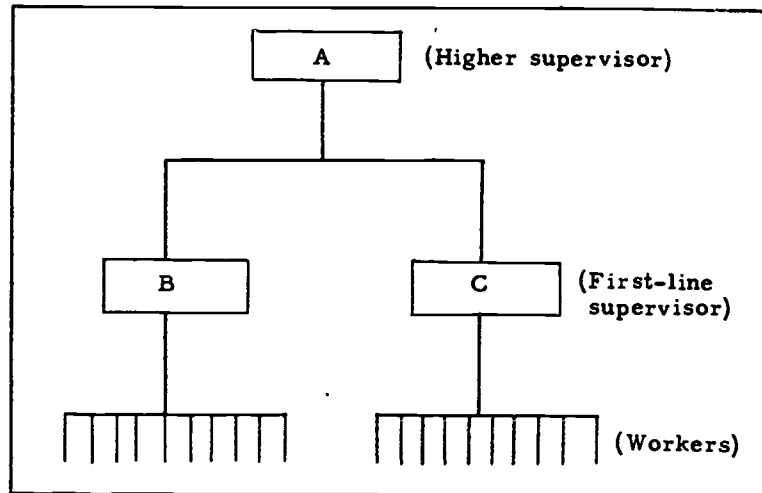 A (Higher supervisor)
B
C
(First-line
supervisor)
(Workers)